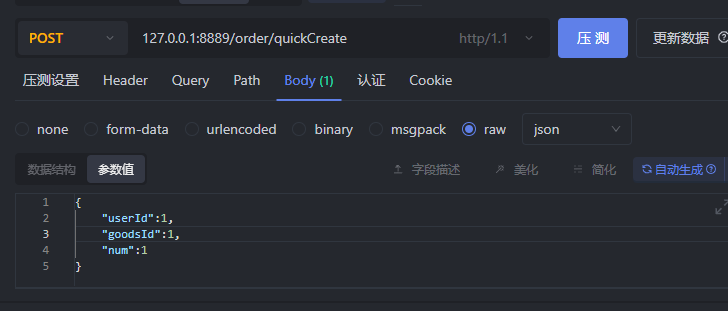 POST 127.0.0.1:8889/order/quickCreate http/1.1 压 测 更新数据
压测设置 Header Query Path Body (1) 认证 Cookie
none form-data urlencoded binary msgpack raw json
数据结构 参数值 字段描述 美化 简化 自动生成
1 {
2 "userId":1,
3 "goodsId":1,
4 "num":1
5 }